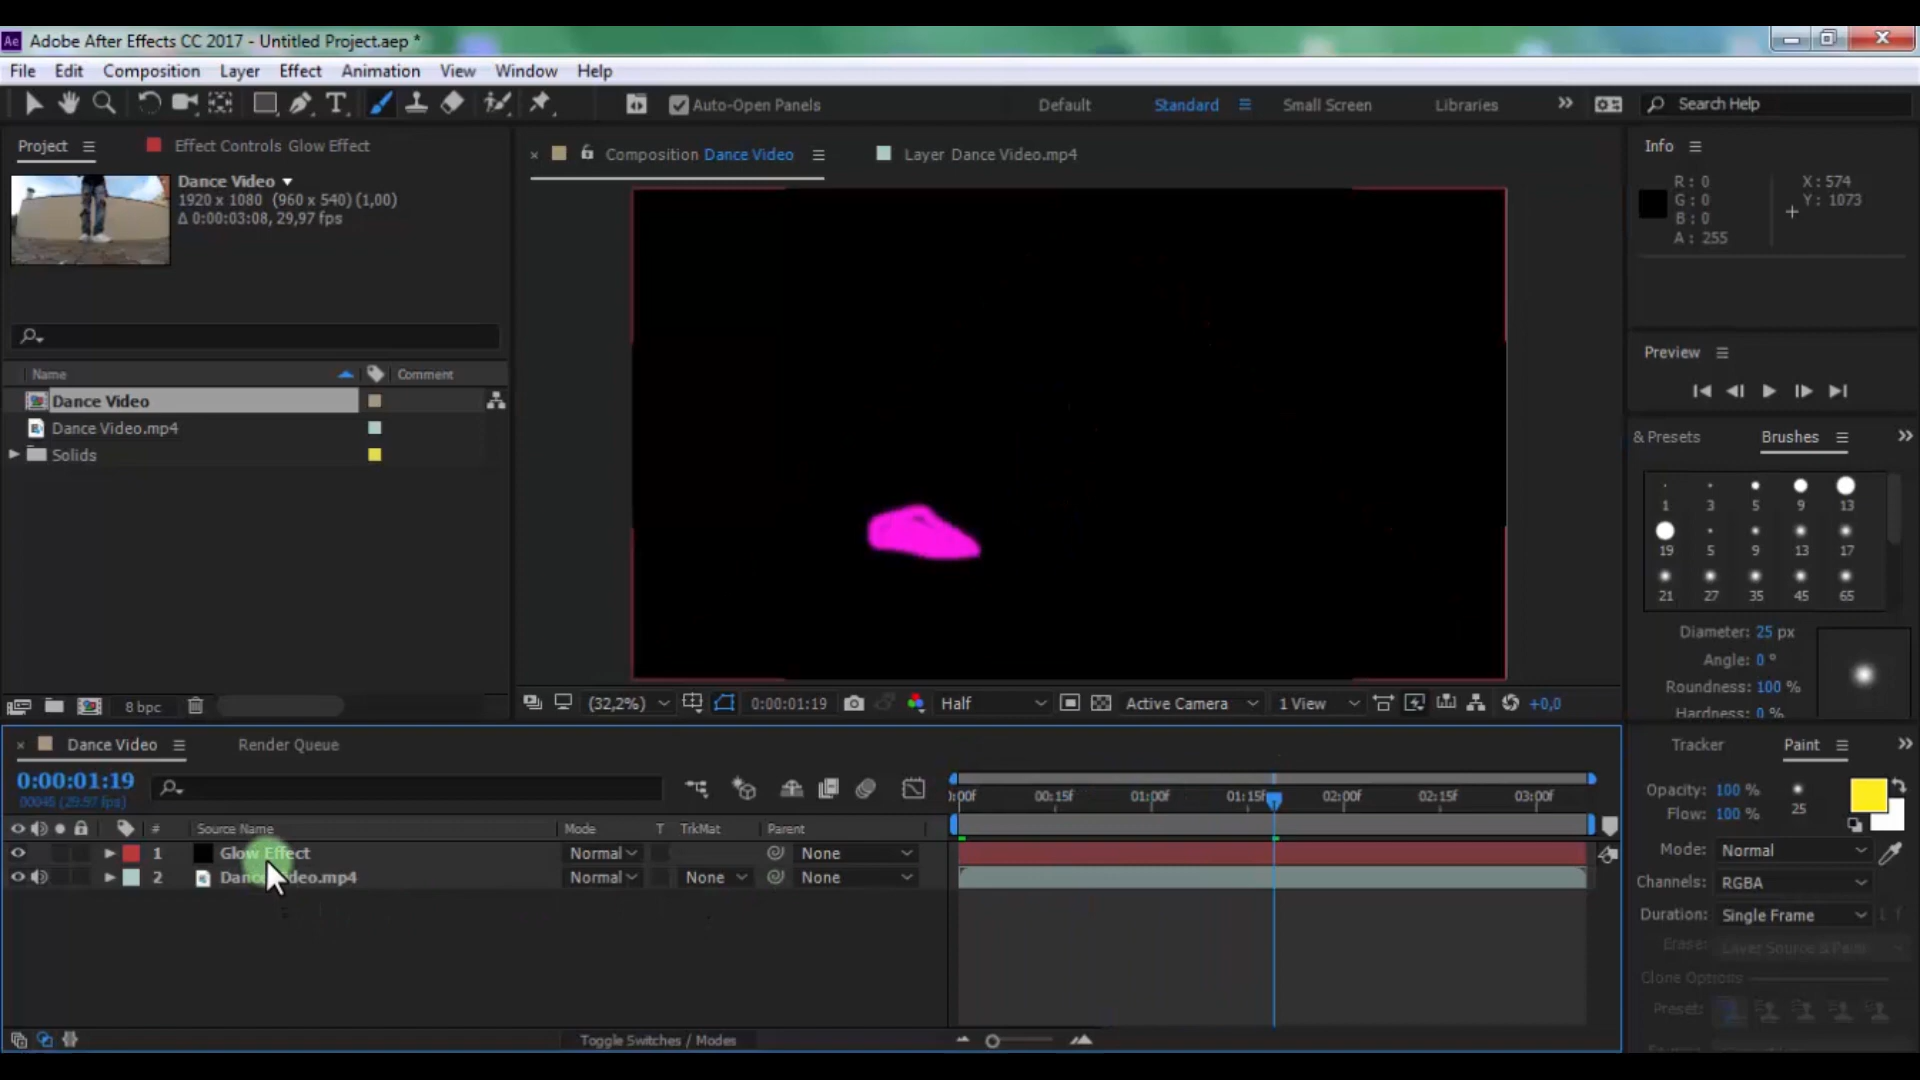 Adobe After Effects CC 2017 - Untitled Project.aep *
File Edit Composition Layer Effect Animation View Window Help
Auto-Open Panels Default Standard Small Screen Libraries Search Help
Project Effect Controls Glow Effect
Dance Video
1920 x 1080 (960 x 540) (1,00)
Δ 0:00:03:08, 29,97 fps
Name Comment
Dance Video
Dance Video.mp4
Solids
8 bpc
Composition Dance Video Layer Dance Video.mp4
(32,2%) 0:00:01:19 Half Active Camera 1 View +0,0
Info
R: 0 X: 574
G: 0 Y: 1073
B: 0
A: 255
Preview
& Presets Brushes
1 3 5 9 13
19 5 9 13 17
21 27 35 45 65
Diameter: 25 px
Angle: 0 °
Roundness: 100 %
Hardness: 0 %
Dance Video Render Queue
0:00:01:19
00045 (29.97 fps)
):00f 00:15f 01:00f 01:15f 02:00f 02:15f 03:00f
# Source Name Mode T TrkMat Parent
1 Glow Effect Normal None
2 Normal None None
Toggle Switches / Modes
Tracker Paint
Opacity: 100 %
25
Flow: 100 %
Mode: Normal
Channels: RGBA
Duration: Single Frame
Erase: Layer Source & Paint
Clone Options
Preset: